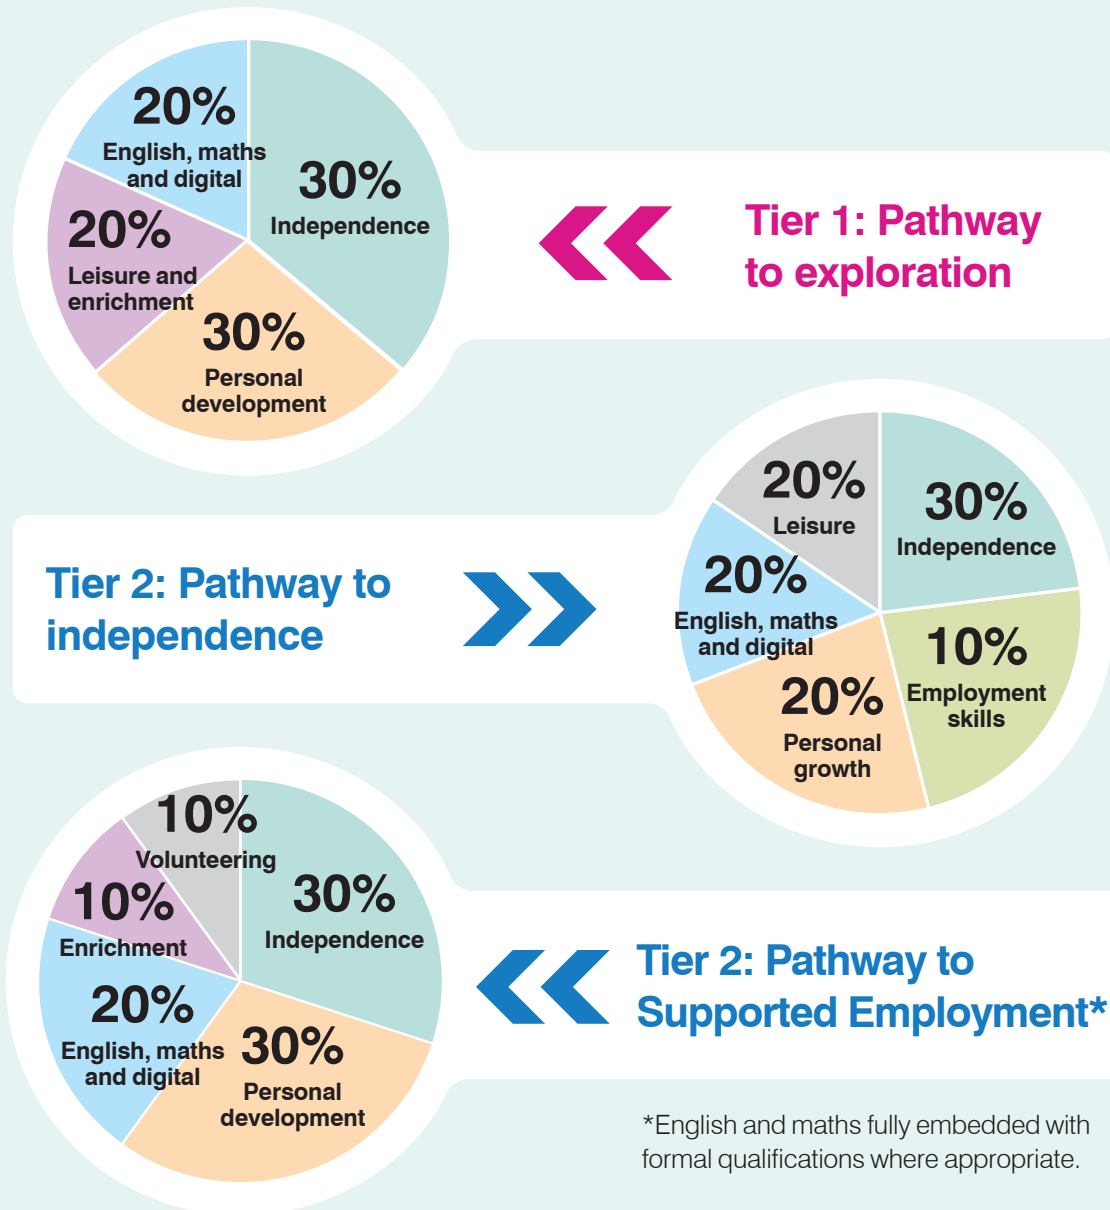 20%
English, maths
and digital
30%
Independence
20%
Leisure and
enrichment
30%
Personal
development
Tier 1: Pathway
to exploration
Tier 2: Pathway to
independence
20%
Leisure
30%
Independence
20%
English, maths
and digital
10%
Employment
skills
20%
Personal
growth
10%
Volunteering
30%
Independence
10%
Enrichment
20%
English, maths
and digital
30%
Personal
development
Tier 2: Pathway to
Supported Employment*
*English and maths fully embedded with
formal qualifications where appropriate.